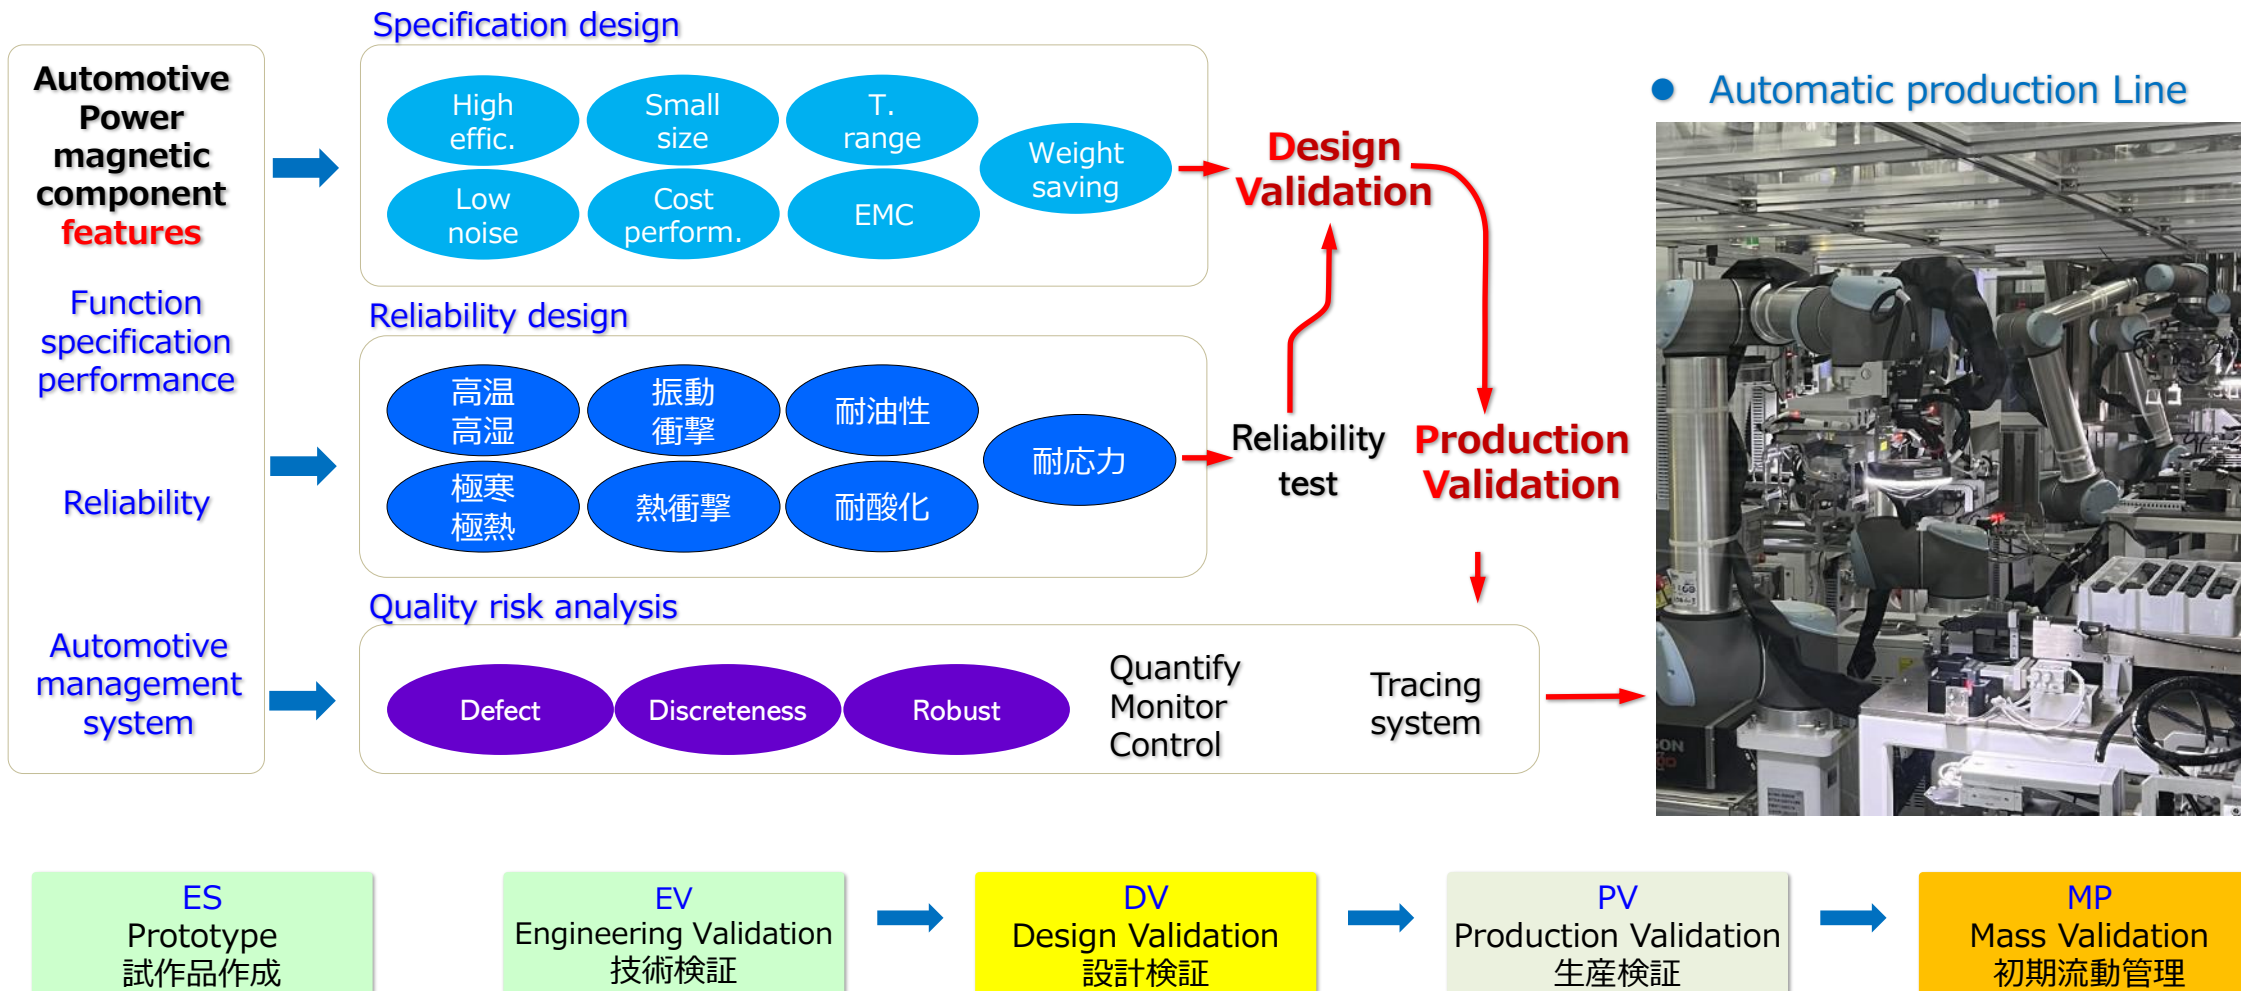 Specification design
Automotive
Power
magnetic
component
features
Function
specification
performance
Reliability
Automotive
management
system
High
effic.
Small
size
T.
range
Weight
saving
Low
noise
Cost
perform.
EMC
Design
Validation
Reliability design
高温
高湿
振動
衝撃
耐油性
耐応力
極寒
極熱
熱衝撃
耐酸化
Reliability
test
Production
Validation
Quality risk analysis
Defect
Discreteness
Robust
Quantify
Monitor
Control
Tracing
system
● Automatic production Line
SON
ES
Prototype
試作品作成
EV
Engineering Validation
技術検証
DV
Design Validation
設計検証
PV
Production Validation
生産検証
MP
Mass Validation
初期流動管理